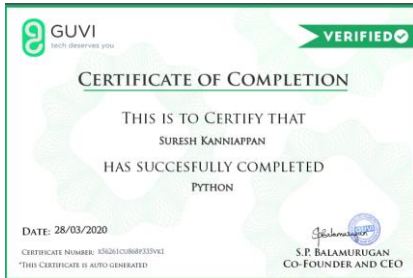 GUVI
tech deserves you
VERIFIED
CERTIFICATE OF COMPLETION
THIS IS TO CERTIFY THAT
SURESH KANNIAPPAN
HAS SUCCESFULLY COMPLETED
PYTHON
DATE: 28/03/2020
CERTIFICATE NUMBER:
*THIS CERTIFICATE IS AUTO GENERATED
S.P. BALAMURUGAN
CO-FOUNDER AND CEO